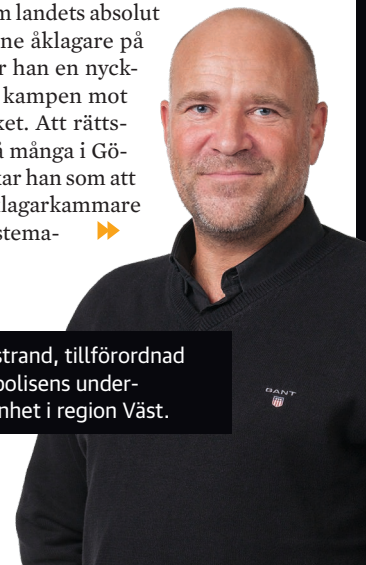 m landets absolut
ne åklagare på
r han en nyck-
kampen mot
ket. Att rätts-
å många i Gö-
kar han som att
lagarkammare
stema-
strand, tillförordnad
polisens under-
nhet i region Väst.
GANT